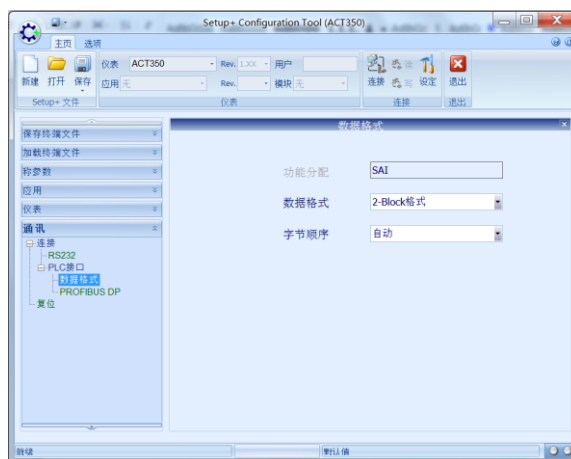 Setup+ Configuration Tool (ACT350)
主页 选项
仪表 ACT350 Rev. 1.XX 用户
应用 无 Rev. 模块 无
新建 打开 保存 连接 设定 退出
Setup+ 文件 仪表 连接 退出
数据格式
保存终端文件
加载终端文件
称参数
应用
仪表
通讯
连接
RS232
PLC接口
数据格式
PROFIBUS DP
复位
功能分配 SAI
数据格式 2-Block格式
字节顺序 自动
就绪 默认值